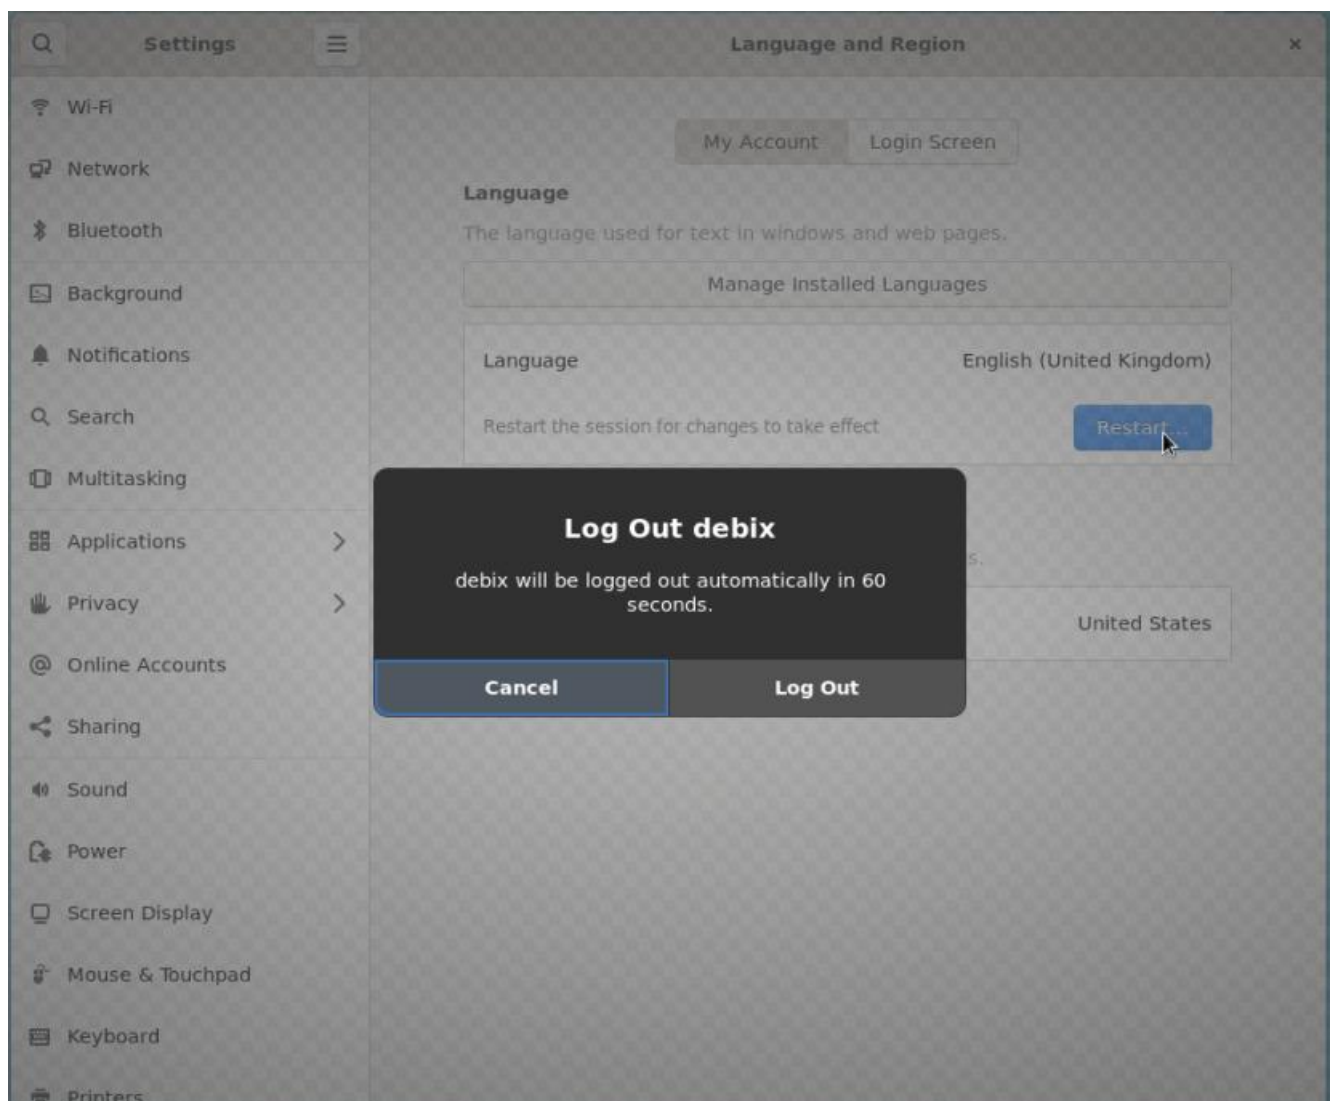 Settings
Language and Region
Wi-Fi
Network
Bluetooth
Background
Notifications
Search
Multitasking
Applications
Privacy
Online Accounts
Sharing
Sound
Power
Screen Display
Mouse & Touchpad
Keyboard
Printers
My Account
Login Screen
Language
The language used for text in windows and web pages.
Manage Installed Languages
Language
English (United Kingdom)
Restart the session for changes to take effect
Restart...
s.
United States
Log Out debix
debix will be logged out automatically in 60
seconds.
Cancel
Log Out